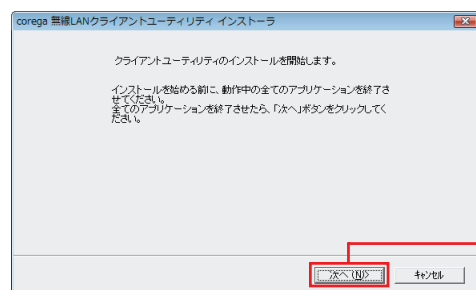 corega 無線LANクライアントユーティリティ インストーラ
クライアントユーティリティのインストールを開始します。
インストールを始める前に、動作中の全てのアプリケーションを終了さ
せてください。
全てのアプリケーションを終了させたら、「次へ」ボタンをクリックしてく
ださい。
次へ(N)>
キャンセル